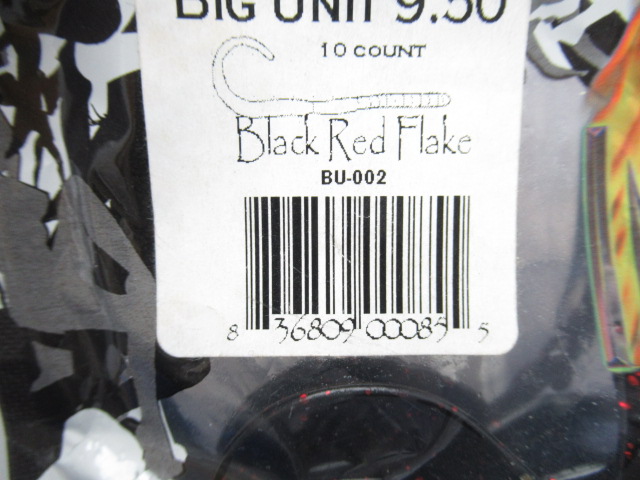 BIG UNIT 9.50
10 COUNT
Black Red Flake
BU-002
8 36809 00085 5